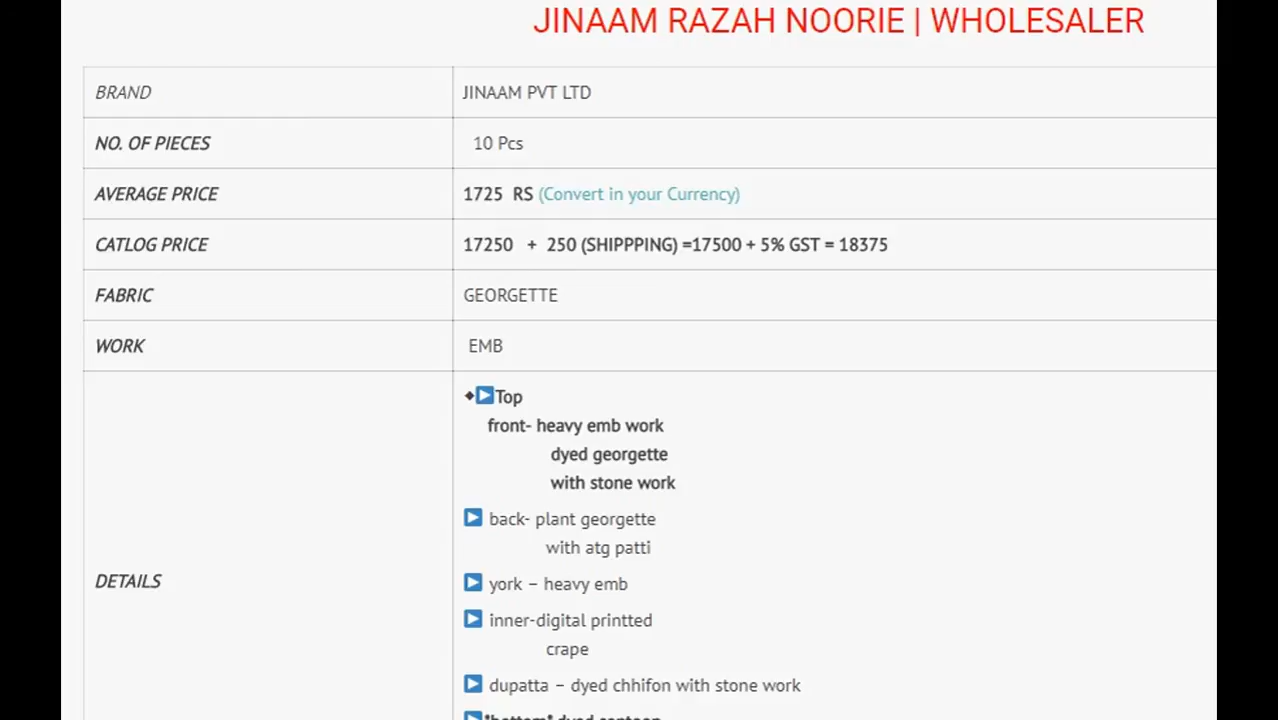 JINAAM RAZAH NOORIE | WHOLESALER
BRAND JINAAM PVT LTD
NO. OF PIECES 10 Pcs
AVERAGE PRICE 1725 RS (Convert in your Currency)
CATLOG PRICE 17250 + 250 (SHIPPPING) =17500 + 5% GST = 18375
FABRIC GEORGETTE
WORK EMB
◆▶Top
front- heavy emb work
dyed georgette
with stone work
▶ back- plant georgette
with atg patti
DETAILS
▶ york – heavy emb
▶ inner-digital printted
crape
▶ dupatta – dyed chhifon with stone work
▶*bottom* dyed santoon